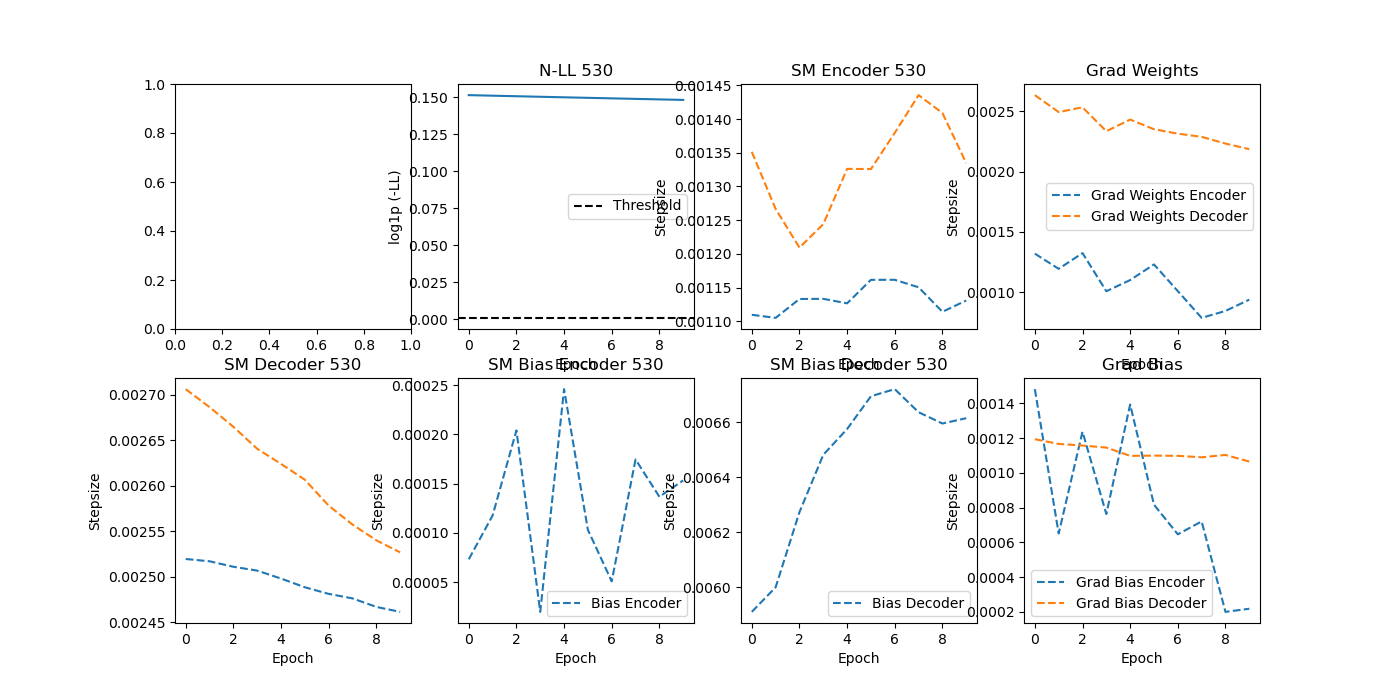 N-LL 530
SM Encoder 530
Grad Weights
1.0
0.8
0.6
0.4
0.2
0.0
0.0 0.2 0.4 0.6 0.8 1.0
log1p (-LL)
0.150
0.125
0.100
0.075
0.050
0.025
0.000
Threshold
0 2 4 6 8
Epoch
Stepsize
0.00145
0.00140
0.00135
0.00130
0.00125
0.00120
0.00115
0.00110
0 2 4 6 8
Epoch
Stepsize
0.0025
0.0020
0.0015
0.0010
Grad Weights Encoder
Grad Weights Decoder
0 2 4 6 8
Epoch
SM Decoder 530
SM Bias Encoder 530
SM Bias Decoder 530
Grad Bias
Stepsize
0.00270
0.00265
0.00260
0.00255
0.00250
0.00245
0 2 4 6 8
Epoch
Stepsize
0.00025
0.00020
0.00015
0.00010
0.00005
Bias Encoder
0 2 4 6 8
Epoch
Stepsize
0.0066
0.0064
0.0062
0.0060
Bias Decoder
0 2 4 6 8
Epoch
Stepsize
0.0014
0.0012
0.0010
0.0008
0.0006
0.0004
0.0002
Grad Bias Encoder
Grad Bias Decoder
0 2 4 6 8
Epoch